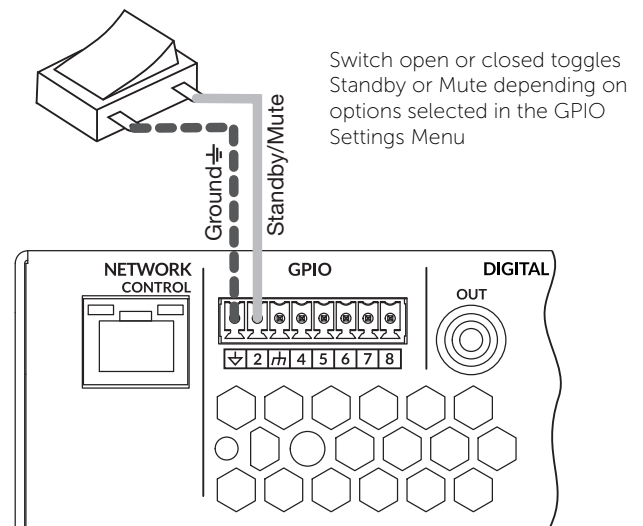 Switch open or closed toggles
Standby or Mute depending on
options selected in the GPIO
Settings Menu
Ground
Standby/Mute
NETWORK
CONTROL
GPIO
DIGITAL
OUT
2 4 5 6 7 8